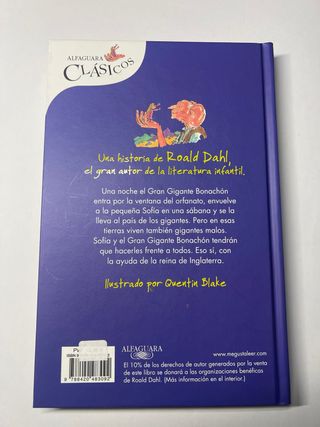 ALFAGUARA
CLÁSICOS
Una historia de Roald Dahl,
el gran autor de la literatura infantil.
Una noche el Gran Gigante Bonachón
entra por la ventana del orfanato, envuelve
a la pequeña Sofía en una sábana y se
la lleva al país de los gigantes. Pero en esas
tierras viven también gigantes malos.
Sofía y el Gran Gigante Bonachón tendrán
que hacerles frente a todos. Eso sí, con
la ayuda de la reina de Inglaterra.
Ilustrado por Quentin Blake
ALFAGUARA
www.megustaleer.com
El 10% de los derechos de autor generados por la venta
de este libro se donará a las organizaciones benéficas
de Roald Dahl. (Más información en el interior.)
9 788420 483092